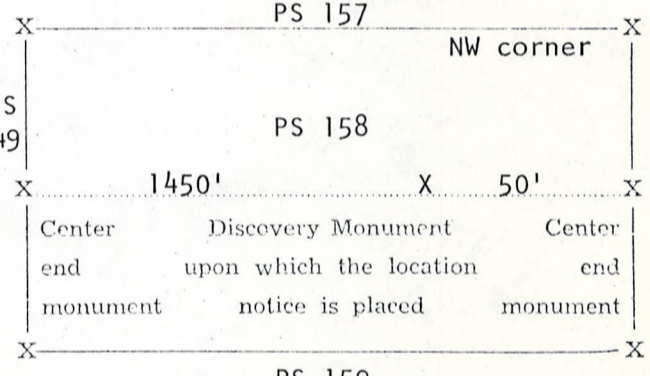 PS 157
X X
NW corner
S
49
PS 158
X 1450' X 50' X
Center Discovery Monument Center
end upon which the location end
monument notice is placed monument
X X